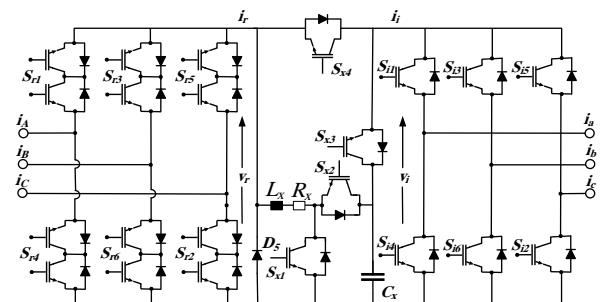 i_r
i_i
S_r1
S_r3
S_r5
S_x4
S_i1
S_i3
S_i5
i_A
i_a
S_x3
i_B
v_r
S_x2
v_i
i_b
i_C
L_x
R_x
i_c
S_r4
S_r6
S_r2
D_5
S_x1
S_i4
S_i6
S_i2
C_x